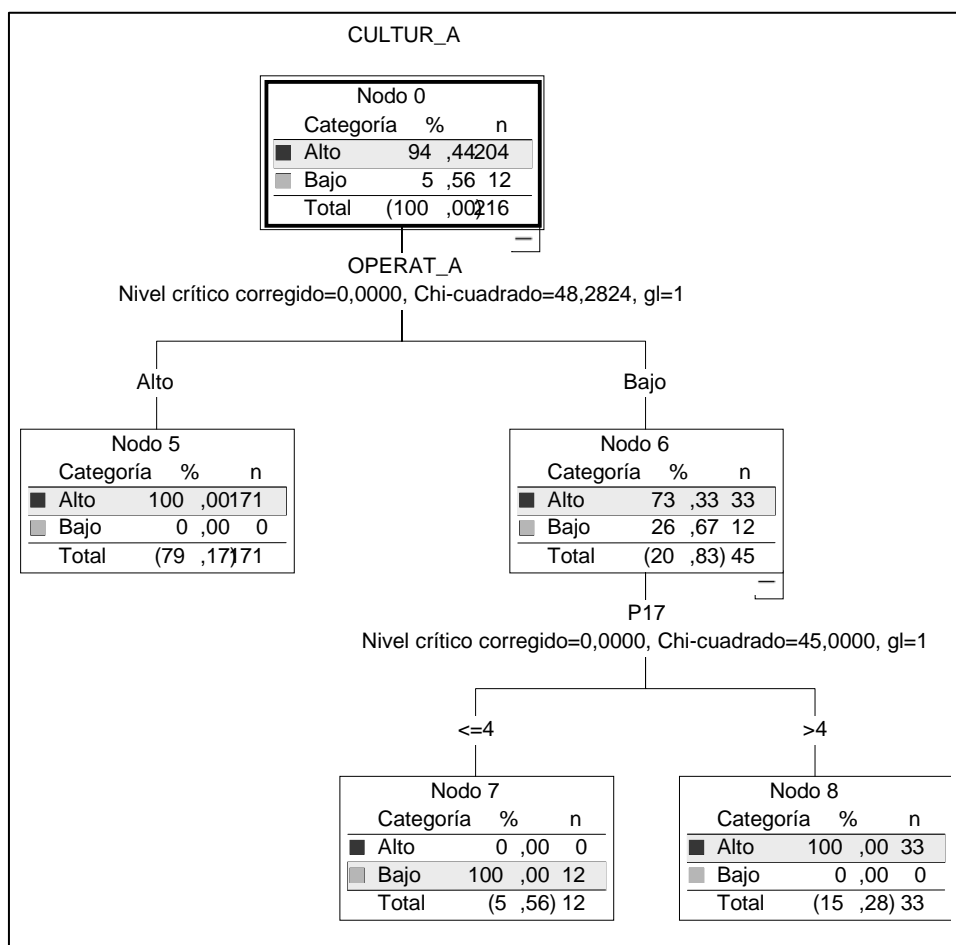 CULTUR_A
Nodo 0
Categoría % n
Alto 94 ,44 204
Bajo 5 ,56 12
Total (100 ,00) 216
OPERAT_A
Nivel crítico corregido=0,0000, Chi-cuadrado=48,2824, gl=1
Alto Bajo
Nodo 5
Categoría % n
Alto 100 ,00 171
Bajo 0 ,00 0
Total (79 ,17) 171
Nodo 6
Categoría % n
Alto 73 ,33 33
Bajo 26 ,67 12
Total (20 ,83) 45
P17
Nivel crítico corregido=0,0000, Chi-cuadrado=45,0000, gl=1
<=4 >4
Nodo 7
Categoría % n
Alto 0 ,00 0
Bajo 100 ,00 12
Total (5 ,56) 12
Nodo 8
Categoría % n
Alto 100 ,00 33
Bajo 0 ,00 0
Total (15 ,28) 33